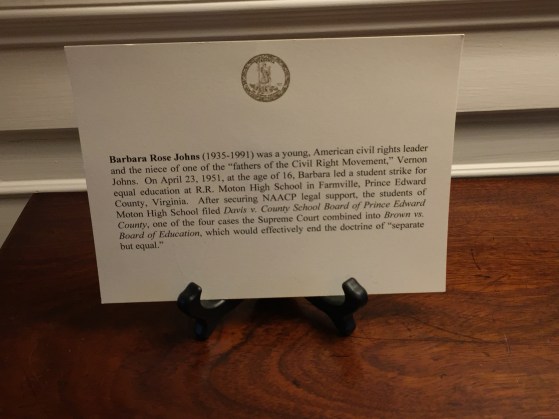 Barbara Rose Johns (1935-1991) was a young, American civil rights leader
and the niece of one of the “fathers of the Civil Right Movement,” Vernon
Johns. On April 23, 1951, at the age of 16, Barbara led a student strike for
equal education at R.R. Moton High School in Farmville, Prince Edward
County, Virginia. After securing NAACP legal support, the students of
Moton High School filed Davis v. County School Board of Prince Edward
County, one of the four cases the Supreme Court combined into Brown vs.
Board of Education, which would effectively end the doctrine of “separate
but equal.”